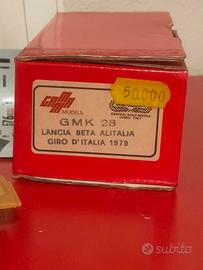 50.000
MODELS
GMK 28
LANCIA BETA ALITALIA
GIRO D'ITALIA 1979
subito